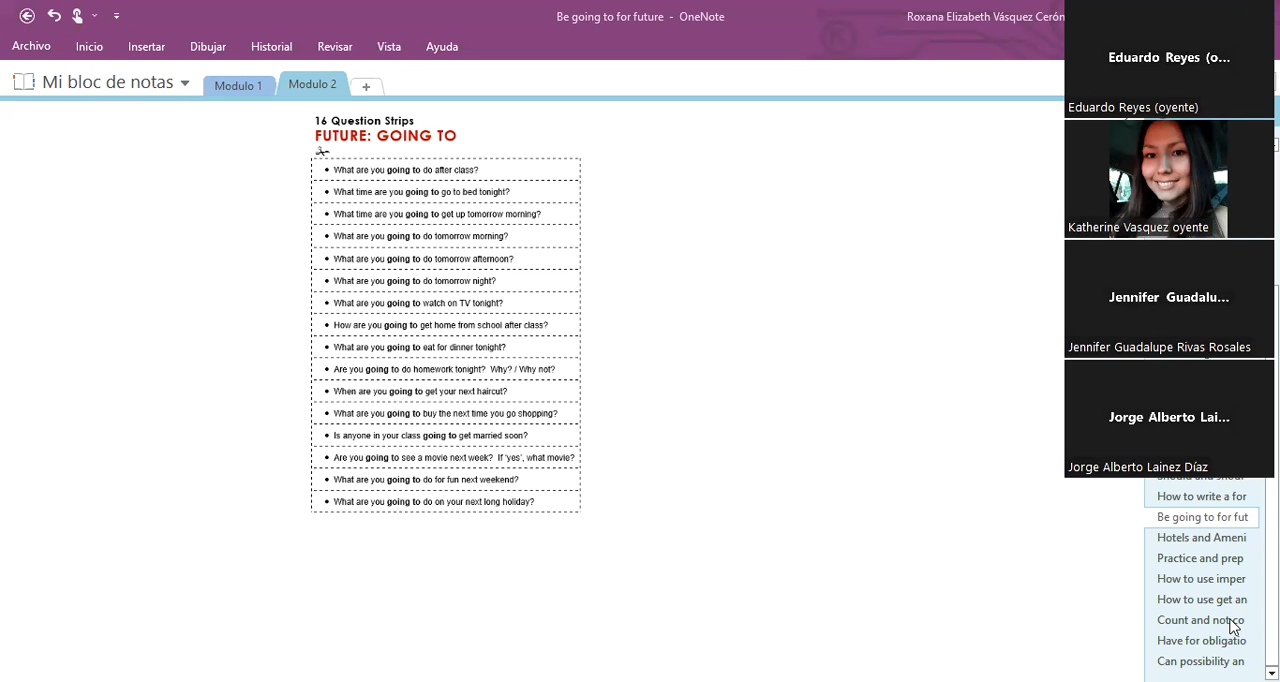 Be going to for future - OneNote
Roxana Elizabeth Vásquez Cerón
Archivo Inicio Insertar Dibujar Historial Revisar Vista Ayuda
Mi bloc de notas
Modulo 1
Modulo 2
16 Question Strips
FUTURE: GOING TO
• What are you going to do after class?
• What time are you going to go to bed tonight?
• What time are you going to get up tomorrow morning?
• What are you going to do tomorrow morning?
• What are you going to do tomorrow afternoon?
• What are you going to do tomorrow night?
• What are you going to watch on TV tonight?
• How are you going to get home from school after class?
• What are you going to eat for dinner tonight?
• Are you going to do homework tonight? Why? / Why not?
• When are you going to get your next haircut?
• What are you going to buy the next time you go shopping?
• Is anyone in your class going to get married soon?
• Are you going to see a movie next week? If 'yes', what movie?
• What are you going to do for fun next weekend?
• What are you going to do on your next long holiday?
Eduardo Reyes (o...
Eduardo Reyes (oyente)
Katherine Vasquez oyente
Jennifer Guadalu...
Jennifer Guadalupe Rivas Rosales
Jorge Alberto Lai...
Jorge Alberto Lainez Díaz
How to write a for
Be going to for fut
Hotels and Ameni
Practice and prep
How to use imper
How to use get an
Count and not co
Have for obligatio
Can possibility an